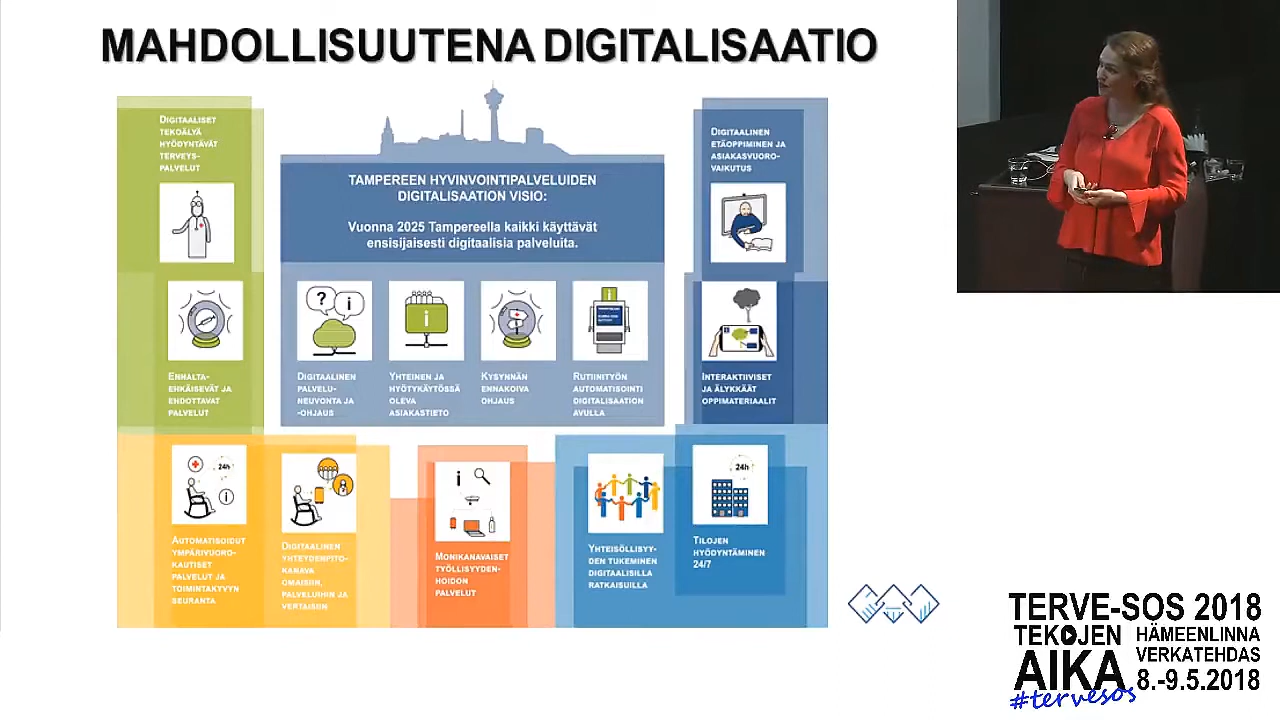 MAHDOLLISUUTENA DIGITALISAATIO
DIGITAALISET
TEKOÄLYÄ
HYÖDYNTÄVÄT
TERVEYS-
PALVELUT
TAMPEREEN HYVINVOINTIPALVELUIDEN
DIGITALISAATION VISIO:
Vuonna 2025 Tampereella kaikki käyttävät
ensisijaisesti digitaalisia palveluita.
DIGITAALINEN
ETÄOPPIMINEN JA
ASIAKASVUORO-
VAIKUTUS
ENNALTA-
EHKÄISEVÄT JA
EHDOTTAVAT
PALVELUT
? i
DIGITAALINEN
PALVELU-
NEUVONTA JA
-OHJAUS
i
YHTEINEN JA
HYÖTYKÄYTÖSSÄ
OLEVA
ASIAKASTIETO
KYSYNNÄN
ENNAKOIVA
OHJAUS
i
RUTIINITYÖN
AUTOMATISOINTI
DIGITALISAATION
AVULLA
INTERAKTIIVISET
JA ÄLYKKÄÄT
OPPIMATERIAALIT
24h
i
AUTOMATISOIDUT
YMPÄRIVUORO-
KAUTISET
PALVELUT JA
TOIMINTAKYVYN
SEURANTA
DIGITAALINEN
YHTEYDENPITO-
KANAVA
OMAISIIN,
PALVELUIHIN JA
VERTAISIIN
i
MONIKANAVAISET
TYÖLLISYYDEN-
HOIDON
PALVELUT
YHTEISÖLLISYY-
DEN TUKEMINEN
DIGITAALISILLA
RATKAISUILLA
24h
TILOJEN
HYÖDYNTÄMINEN
24/7
TERVE-SOS 2018
TEKOJEN
AIKA
HÄMEENLINNA
VERKATEHDAS
8.-9.5.2018
#tervesos